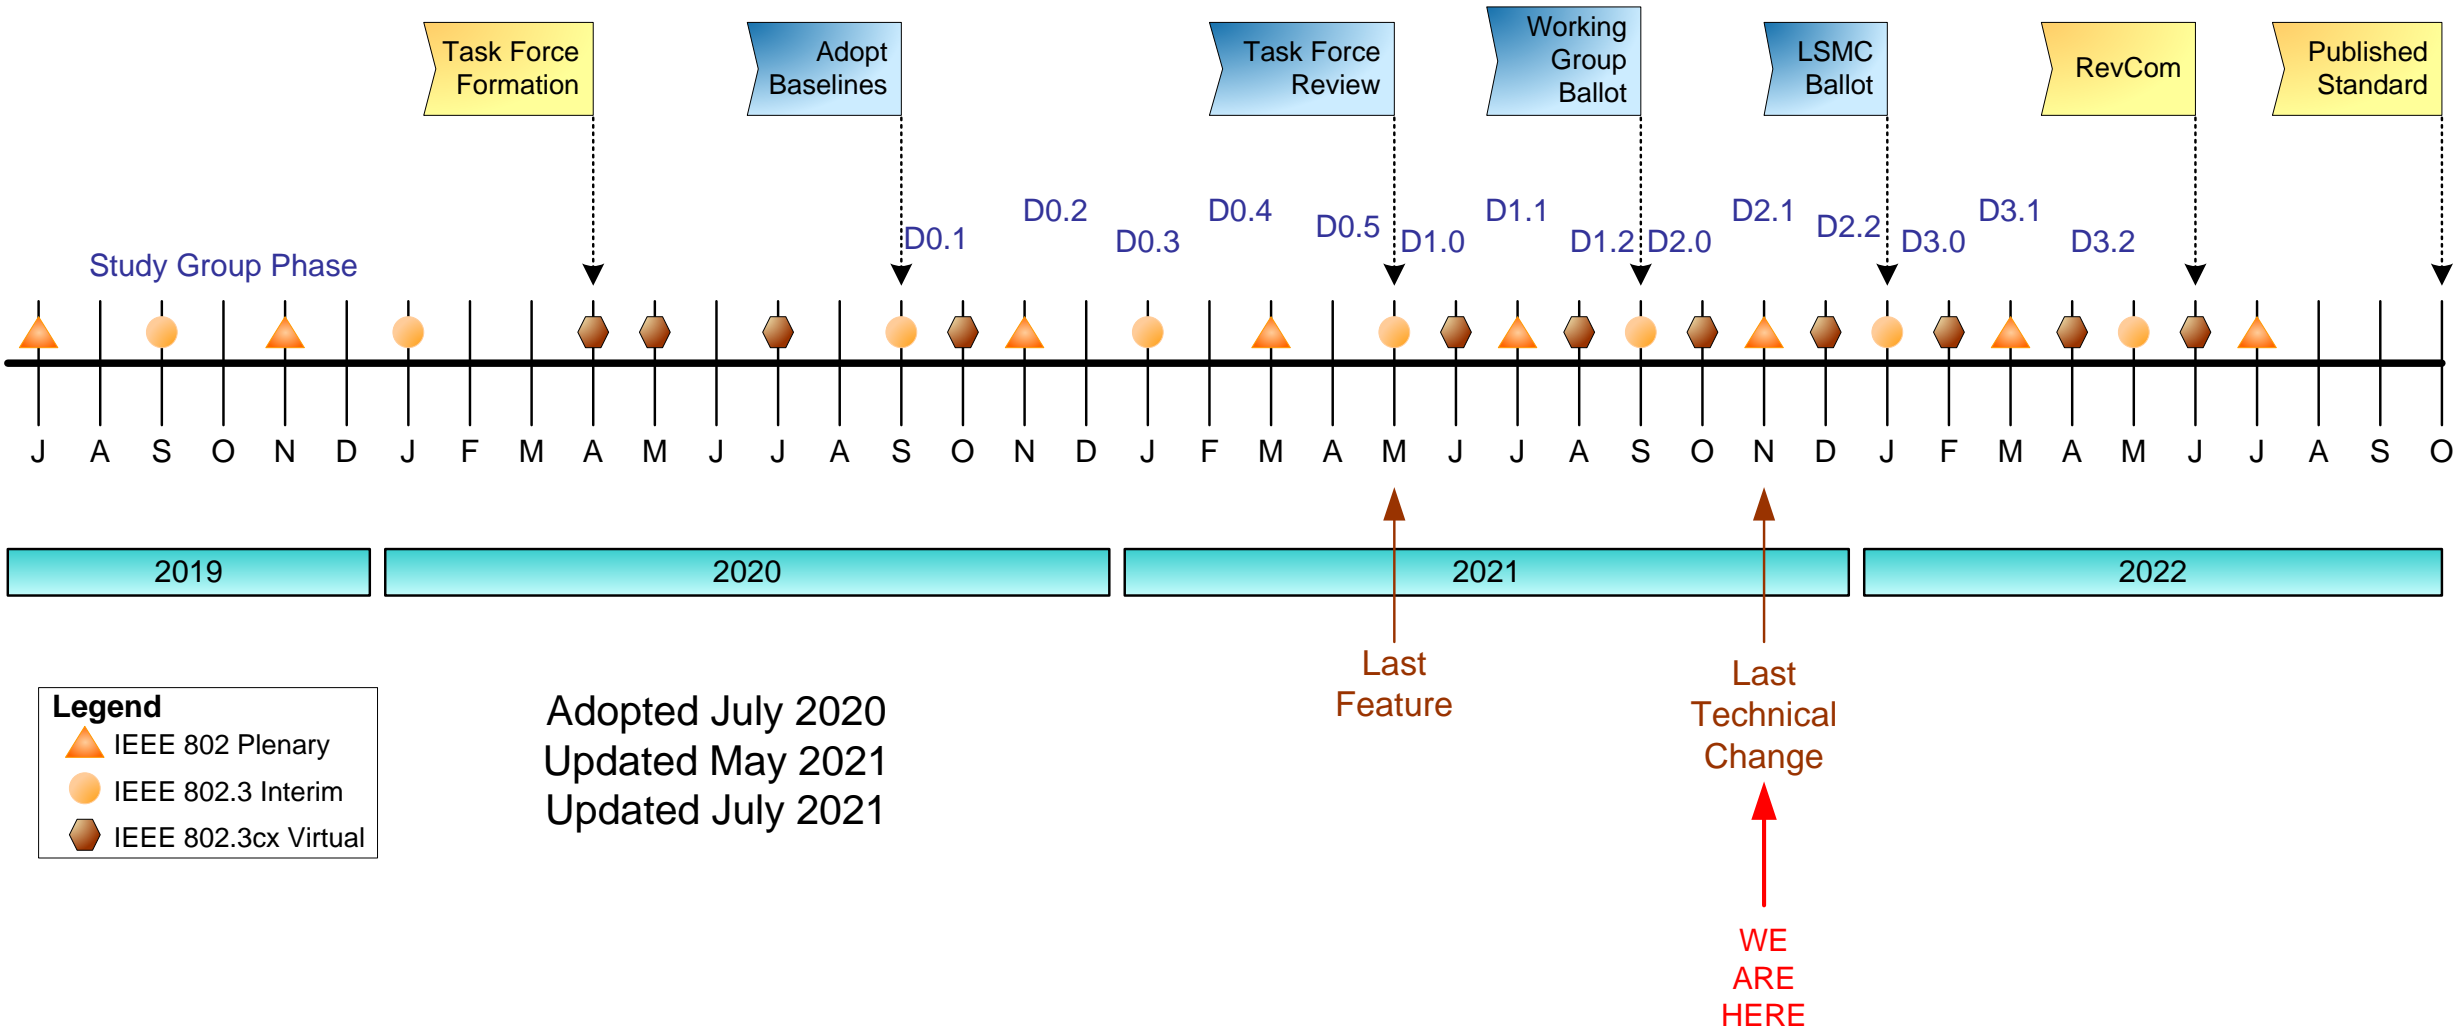 Task Force
Formation
Adopt
Baselines
Task Force
Review
Working
Group
Ballot
LSMC
Ballot
RevCom
Published
Standard
Study Group Phase
D0.1
D0.2
D0.3
D0.4
D0.5
D1.0
D1.1
D1.2
D2.0
D2.1
D2.2
D3.0
D3.1
D3.2
J A S O N D J F M A M J J A S O N D J F M A M J J A S O N D J F M A M J J A S O
2019 2020 2021 2022
Last
Feature
Last
Technical
Change
Legend
IEEE 802 Plenary
IEEE 802.3 Interim
IEEE 802.3cx Virtual
Adopted July 2020
Updated May 2021
Updated July 2021
WE
ARE
HERE